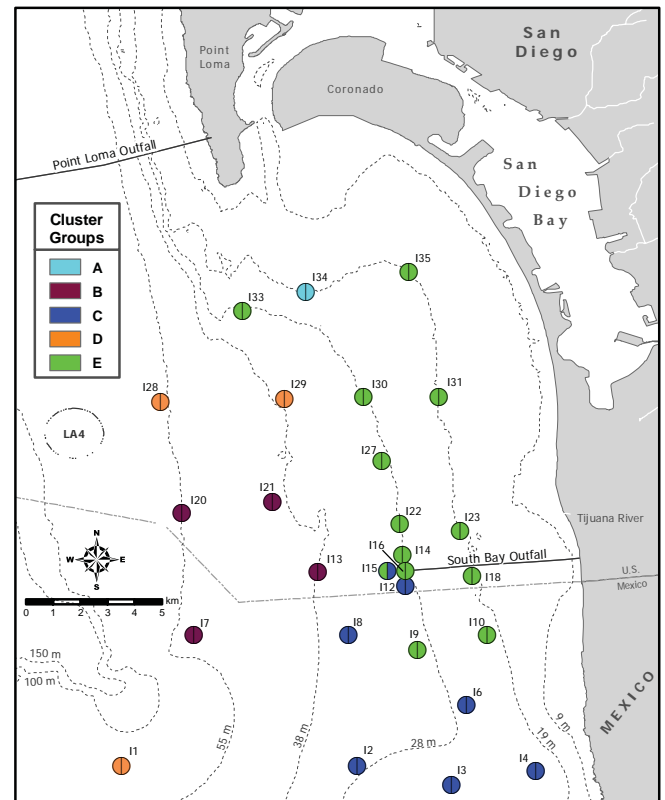 San
Diego
Point
Loma
Coronado
Point Loma Outfall
San
Diego
Bay
Cluster
Groups
A
B
C
D
E
I35
I34
I33
I28
I29
I30
I31
LA4
I27
I21
I20
I22
I23
Tijuana River
N
W E
S
I16
I14
South Bay Outfall
I13
I15
I18
U.S.
Mexico
I12
km
0 1 2 3 4 5
I7
I8
I9
I10
150 m
100 m
MEXICO
I6
9 m
55 m
38 m
28 m
19 m
I1
I2
I3
I4